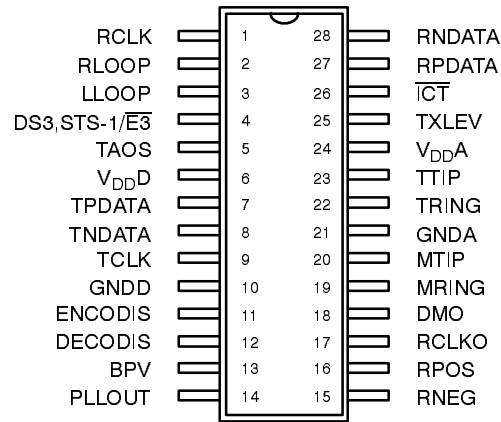 RCLK 1 28 RNDATA
RLOOP 2 27 RPDATA
LLOOP 3 26 I̅C̅T̅
DS3,STS-1/E̅3̅ 4 25 TXLEV
TAOS 5 24 VDDA
VDDD 6 23 TTIP
TPDATA 7 22 TRING
TNDATA 8 21 GNDA
TCLK 9 20 MTIP
GNDD 10 19 MRING
ENCODIS 11 18 DMO
DECODIS 12 17 RCLKO
BPV 13 16 RPOS
PLLOUT 14 15 RNEG